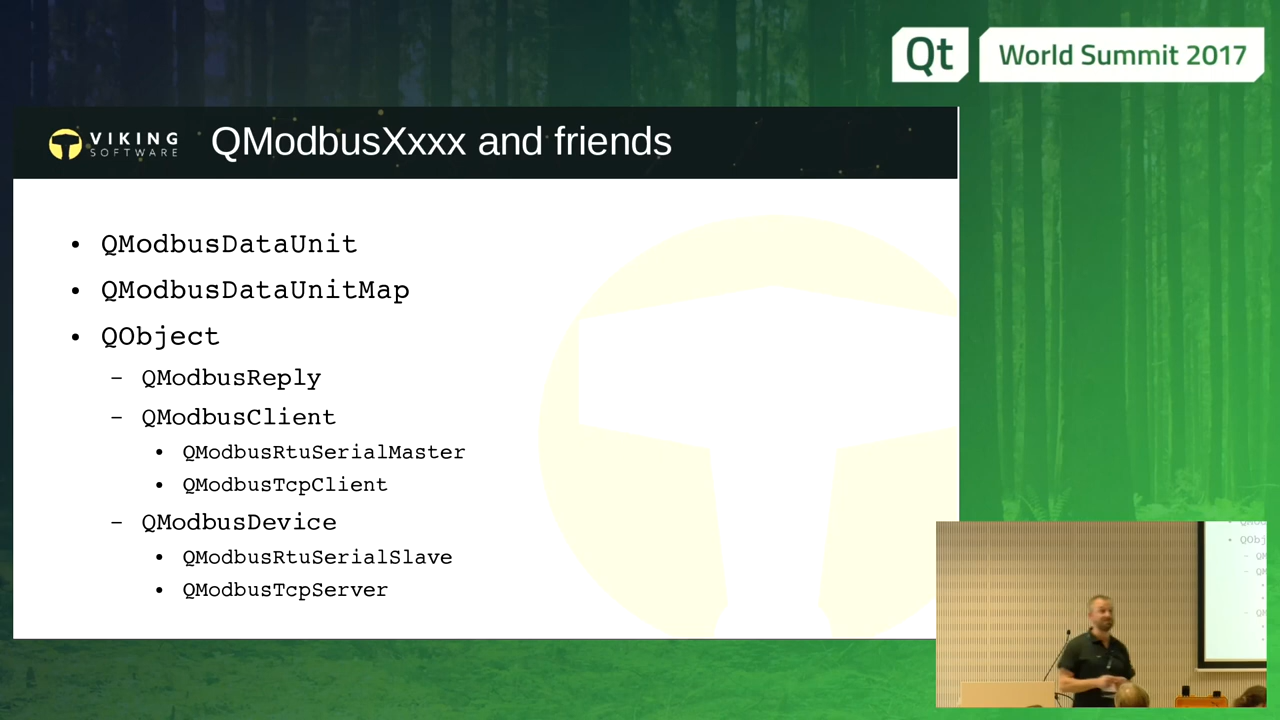 Qt World Summit 2017
VIKING SOFTWARE
QModbusXxxx and friends
• QModbusDataUnit
• QModbusDataUnitMap
• QObject
– QModbusReply
– QModbusClient
• QModbusRtuSerialMaster
• QModbusTcpClient
– QModbusDevice
• QModbusRtuSerialSlave
• QModbusTcpServer